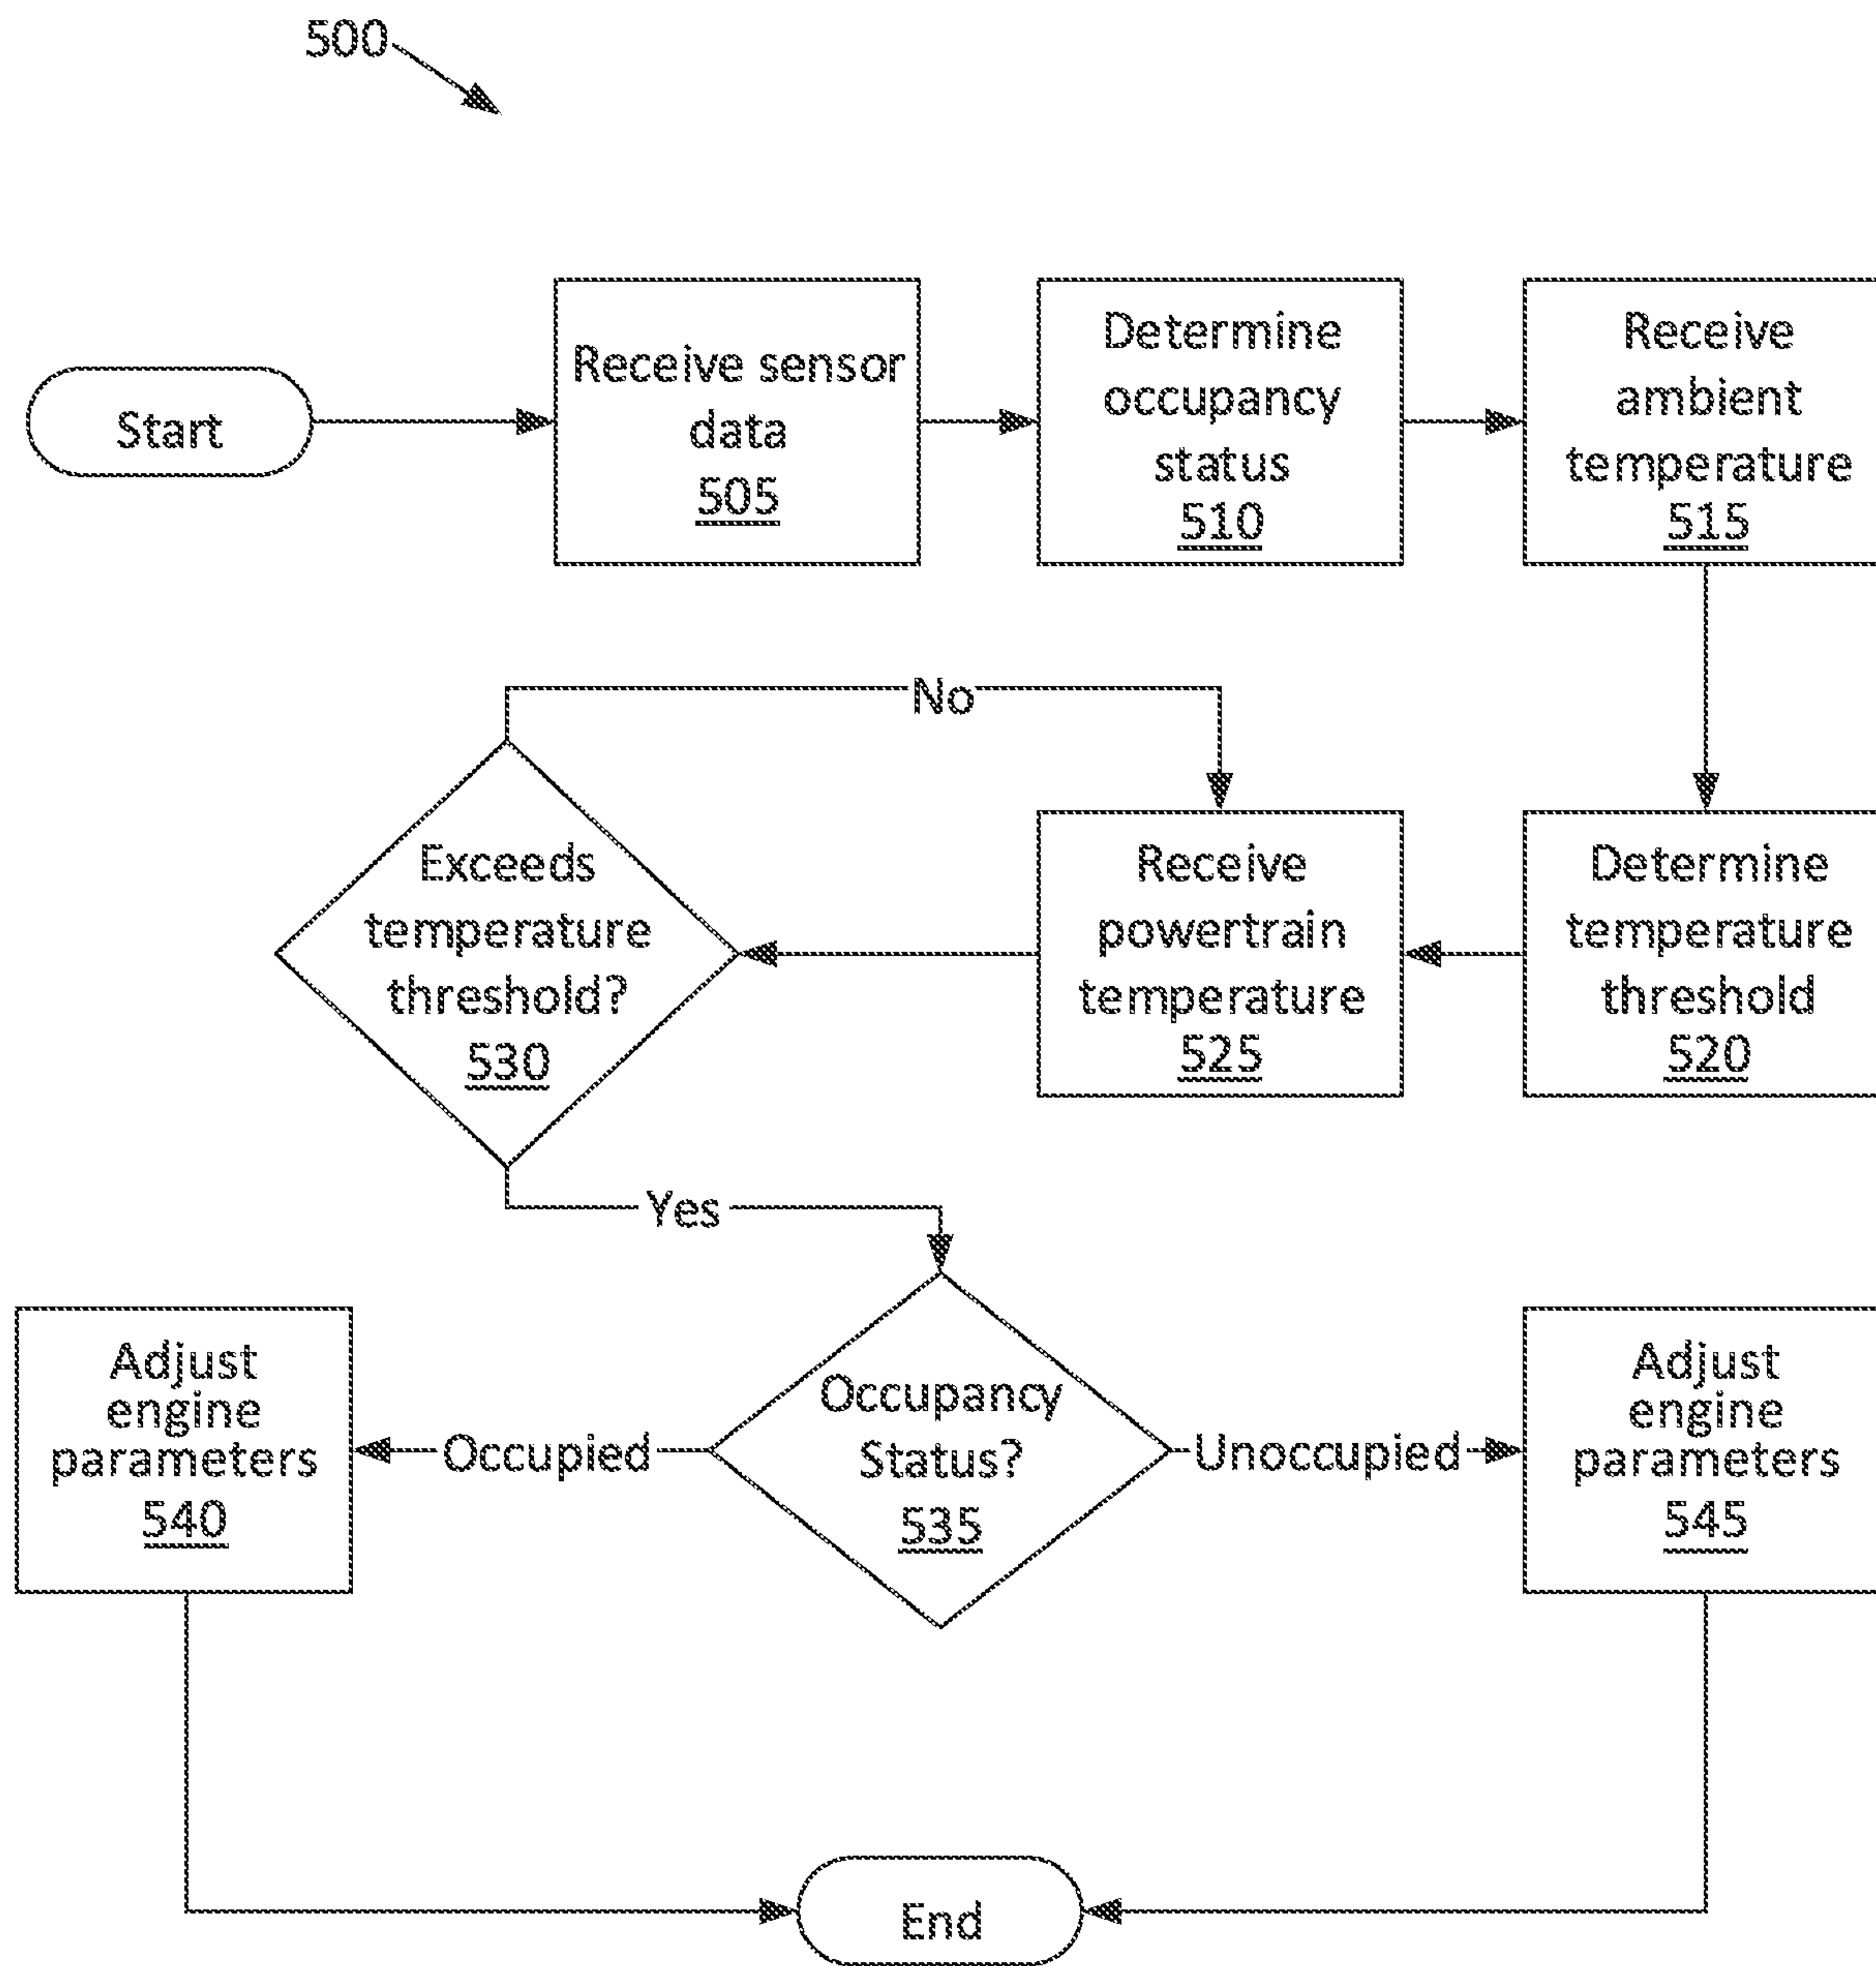 500
Start
Receive sensor
data
505
Determine
occupancy
status
510
Receive
ambient
temperature
515
No
Exceeds
temperature
threshold?
530
Receive
powertrain
temperature
525
Determine
temperature
threshold
520
Yes
Adjust
engine
parameters
540
Occupied
Occupancy
Status?
535
Unoccupied
Adjust
engine
parameters
545
End